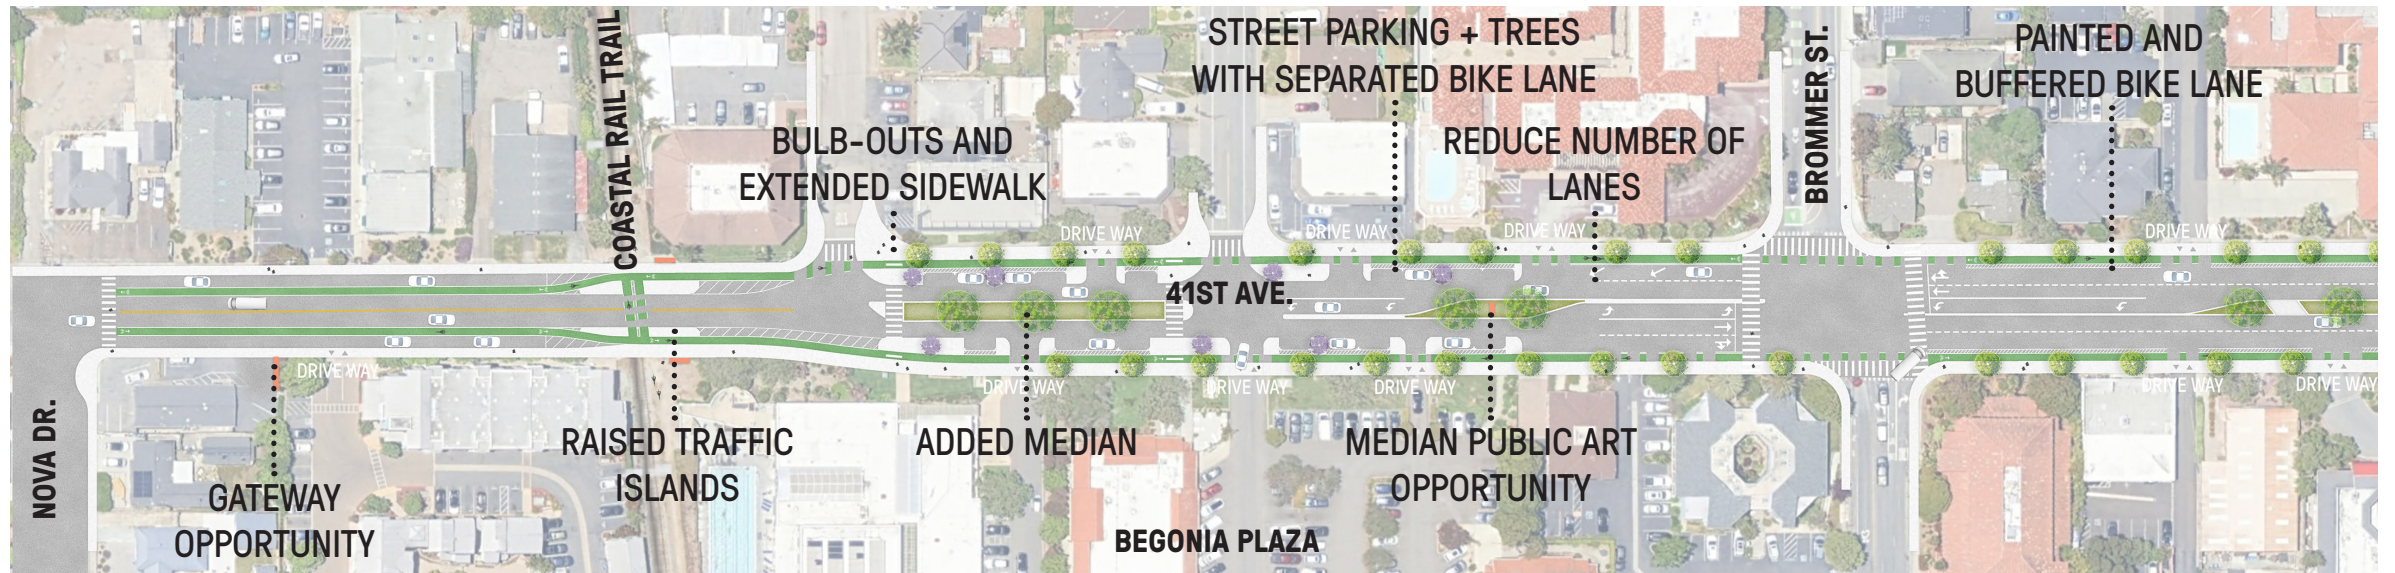 COASTAL RAIL TRAIL
STREET PARKING + TREES
WITH SEPARATED BIKE LANE
BROMMER ST.
PAINTED AND
BUFFERED BIKE LANE
BULB-OUTS AND
EXTENDED SIDEWALK
REDUCE NUMBER OF
LANES
DRIVE WAY
DRIVE WAY
DRIVE WAY
DRIVE WAY
41ST AVE.
DRIVE WAY
DRIVE WAY
DRIVE WAY
DRIVE WAY
DRIVE WAY
DRIVE WAY
NOVA DR.
GATEWAY
OPPORTUNITY
RAISED TRAFFIC
ISLANDS
ADDED MEDIAN
MEDIAN PUBLIC ART
OPPORTUNITY
BEGONIA PLAZA